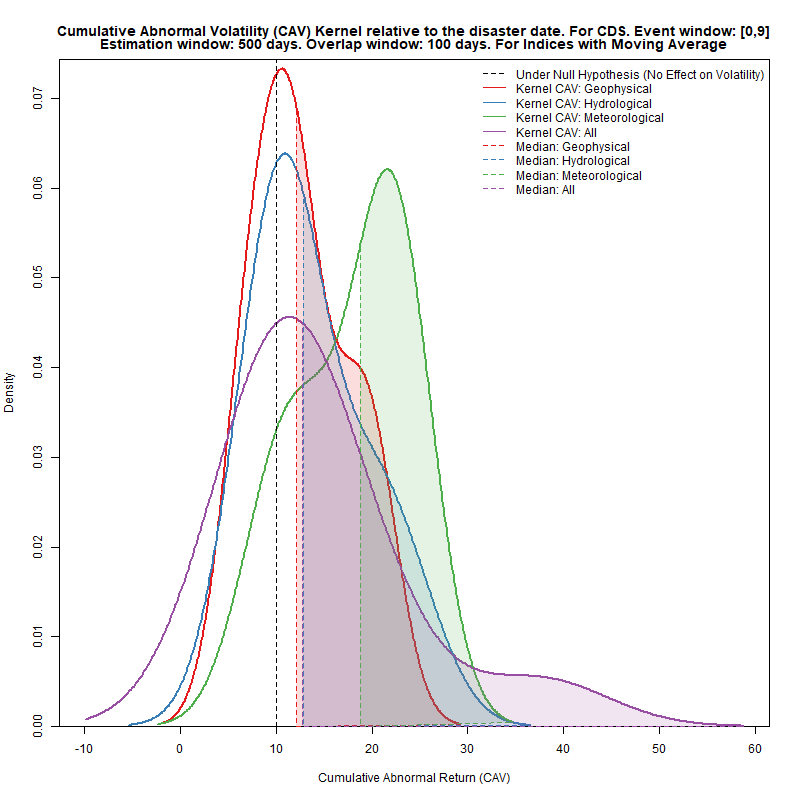 Cumulative Abnormal Volatility (CAV) Kernel relative to the disaster date. For CDS. Event window: [0,9]
Estimation window: 500 days. Overlap window: 100 days. For Indices with Moving Average
Under Null Hypothesis (No Effect on Volatility)
Kernel CAV: Geophysical
Kernel CAV: Hydrological
Kernel CAV: Meteorological
Kernel CAV: All
Median: Geophysical
Median: Hydrological
Median: Meteorological
Median: All
0.07
0.06
0.05
0.04
0.03
0.02
0.01
0.00
Density
-10 0 10 20 30 40 50 60
Cumulative Abnormal Return (CAV)